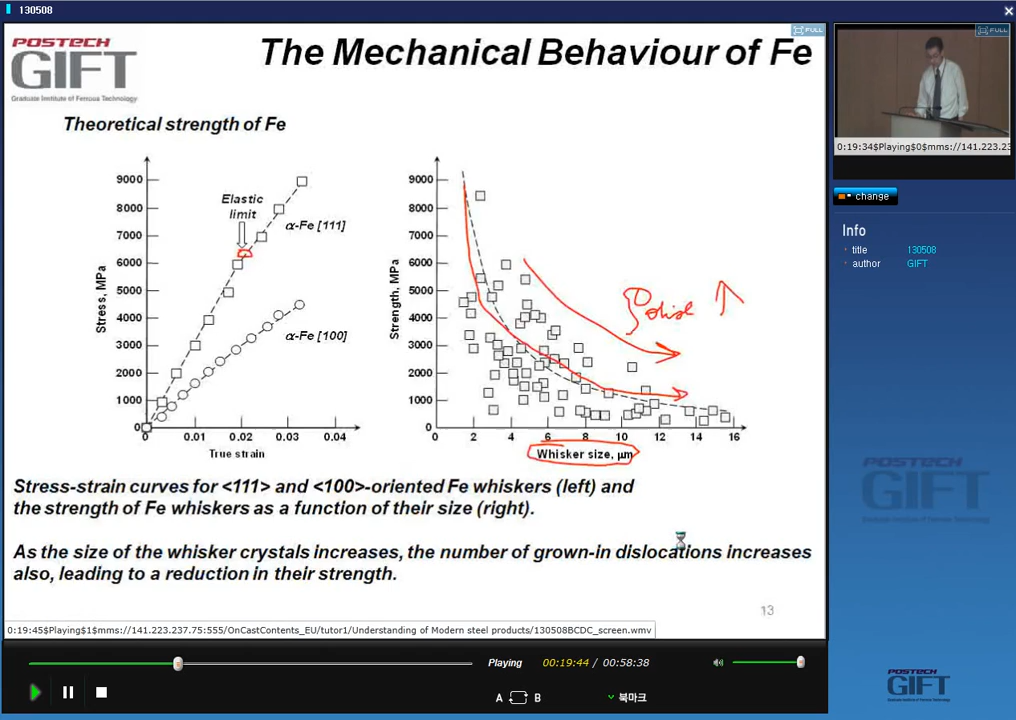 130508
POSTECH
GIFT
Graduate Institute of Ferrous Technology
The Mechanical Behaviour of Fe
FULL
Theoretical strength of Fe
9000
8000
7000
6000
5000
4000
3000
2000
1000
0
Stress, MPa
Elastic
limit
α-Fe [111]
α-Fe [100]
0 0.01 0.02 0.03 0.04
True strain
9000
8000
7000
6000
5000
4000
3000
2000
1000
0
Strength, MPa
0 2 4 6 8 10 12 14 16
Whisker size, μm
Stress-strain curves for <111> and <100>-oriented Fe whiskers (left) and
the strength of Fe whiskers as a function of their size (right).
As the size of the whisker crystals increases, the number of grown-in dislocations increases
also, leading to a reduction in their strength.
13
0:19:45$Playing$1$mms://141.223.237.75:555/OnCastContents_EU/tutor1/Understanding of Modern steel products/130508BCDC_screen.wmv
Playing
00:19:44 / 00:58:38
A B
북마크
FULL
0:19:34$Playing$0$mms://141.223.23
change
Info
title 130508
author GIFT
POSTECH
GIFT
POSTECH
GIFT